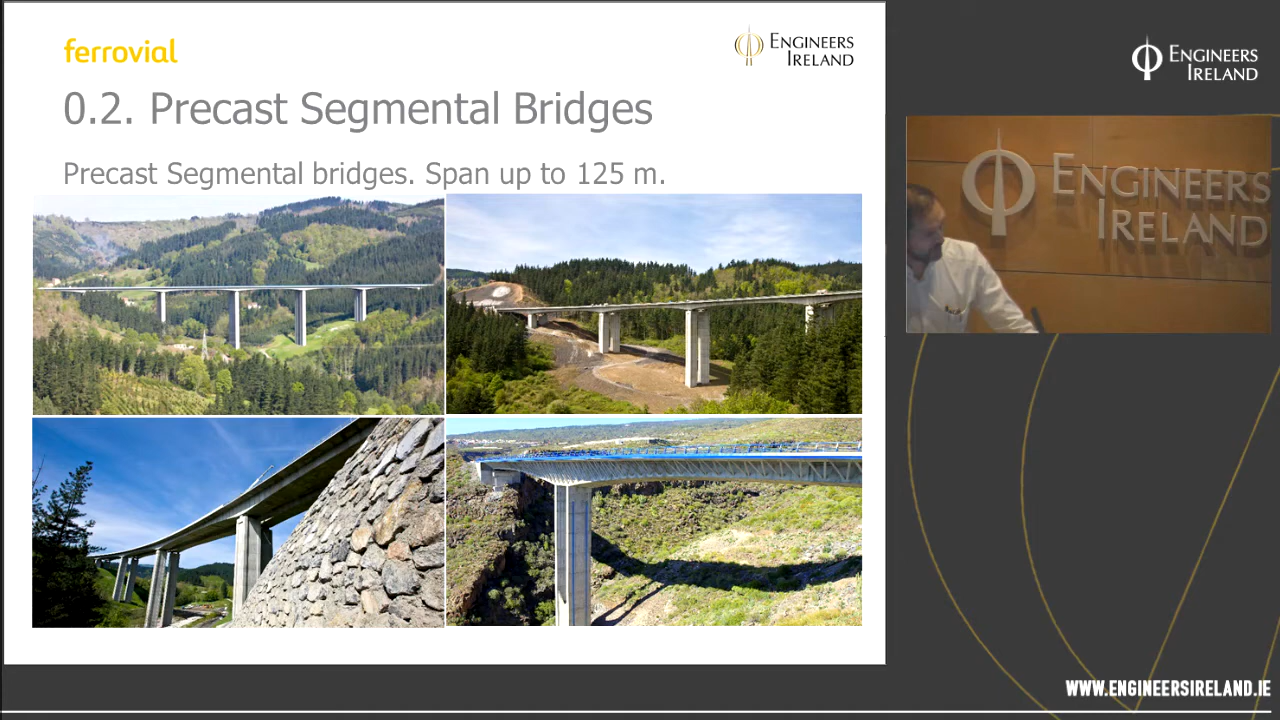 ferrovial
ENGINEERS
IRELAND
0.2. Precast Segmental Bridges
Precast Segmental bridges. Span up to 125 m.
ENGINEERS
IRELAND
ENGINEERS
IRELAND
WWW.ENGINEERSIRELAND.IE